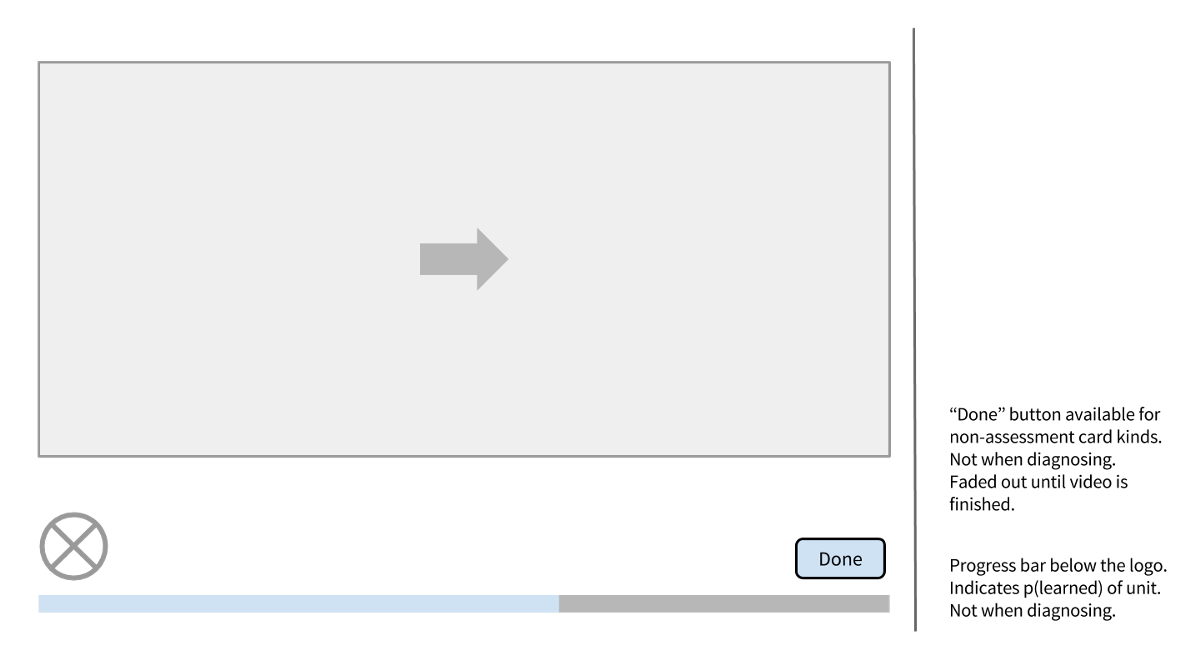 Done
“Done” button available for
non-assessment card kinds.
Not when diagnosing.
Faded out until video is
finished.
Progress bar below the logo.
Indicates p(learned) of unit.
Not when diagnosing.